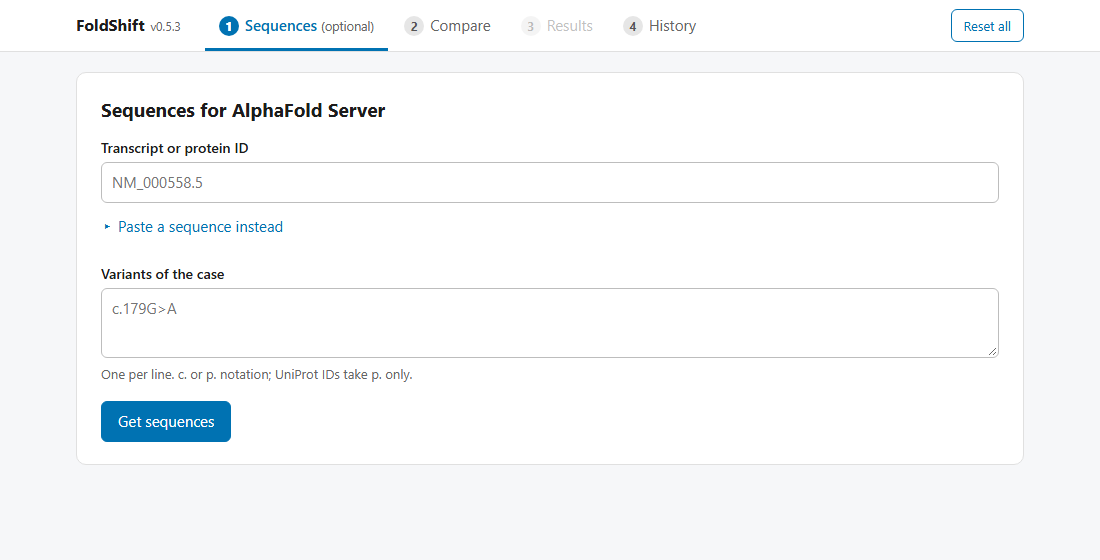 FoldShift v0.5.3
1 Sequences (optional)
2 Compare
3 Results
4 History
Reset all
Sequences for AlphaFold Server
Transcript or protein ID
NM_000558.5
Paste a sequence instead
Variants of the case
c.179G>A
One per line. c. or p. notation; UniProt IDs take p. only.
Get sequences